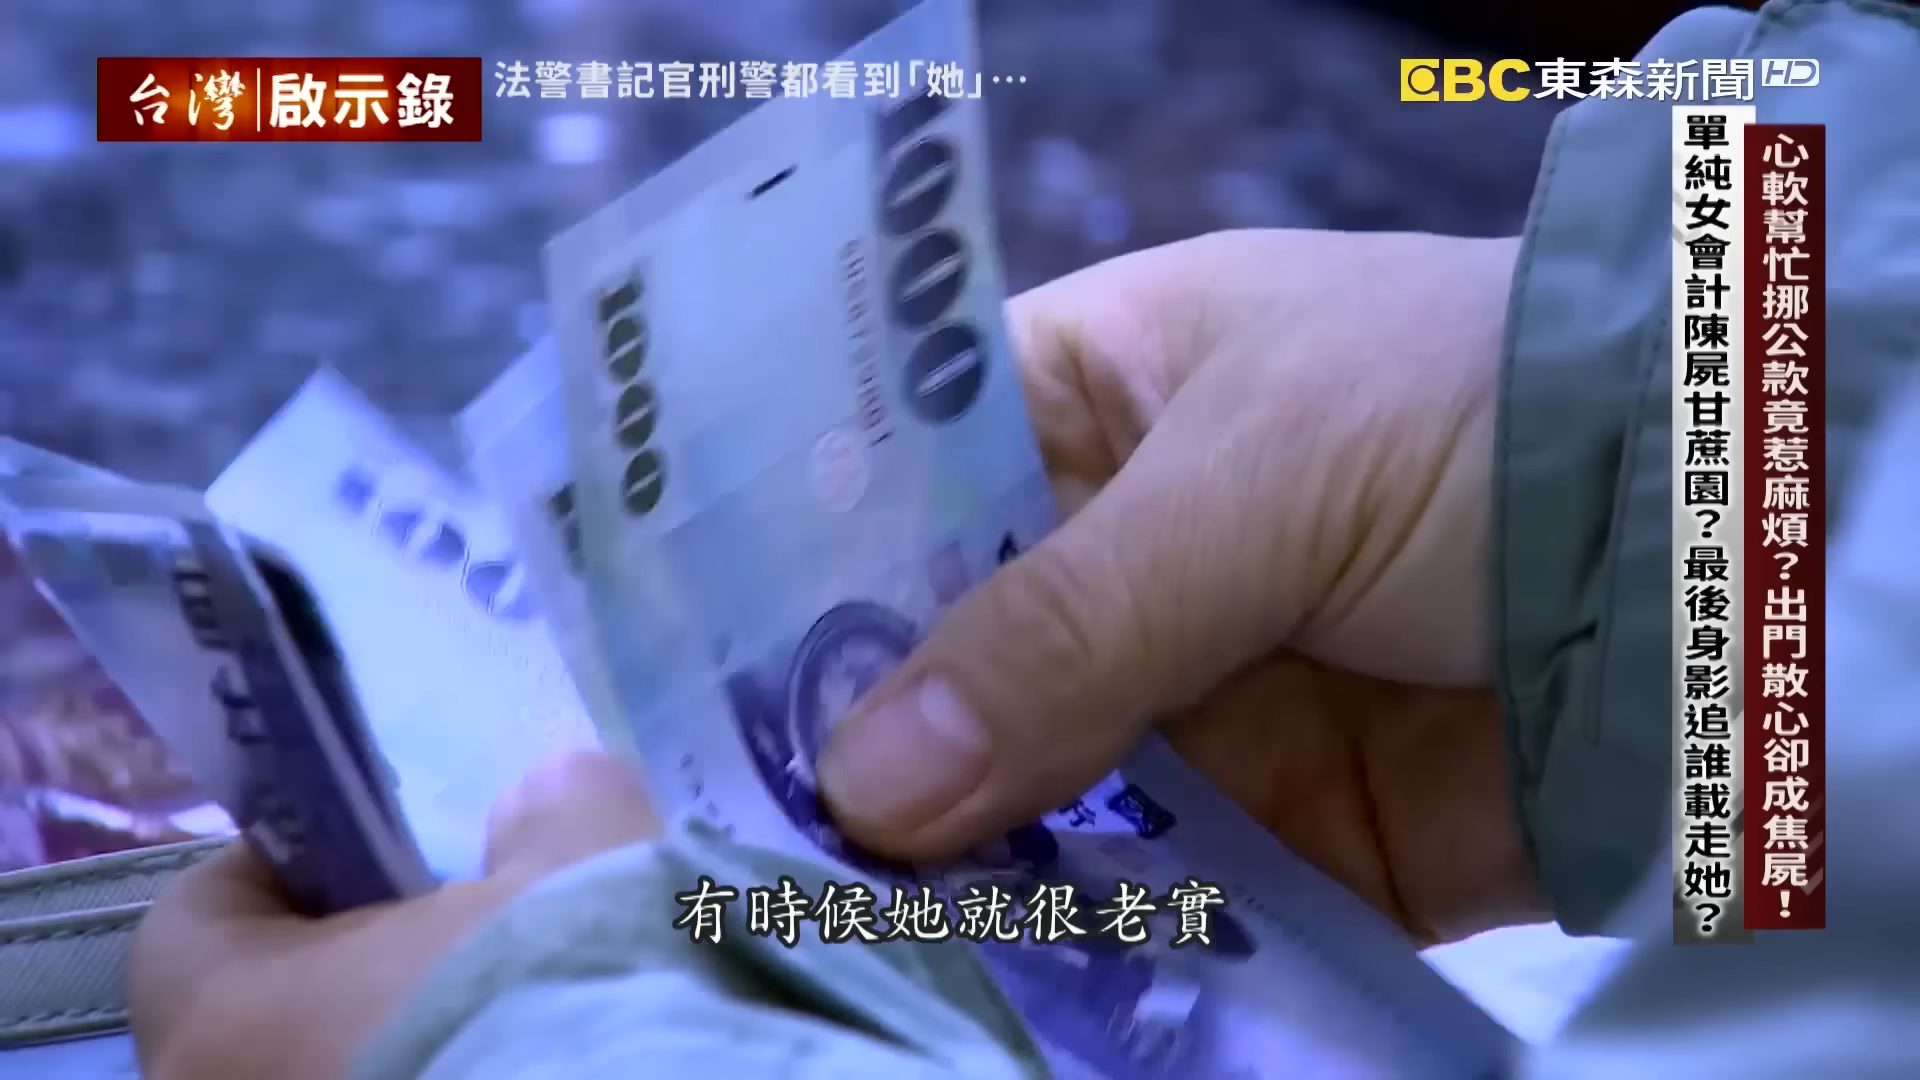 台灣啟示錄
法警書記官刑警都看到「她」…
EBC東森新聞HD
心軟幫忙挪公款竟惹麻煩？出門散心卻成焦屍！
單純女會計陳屍甘蔗園？最後身影追誰載走她？
1000
1000
有時候她就很老實